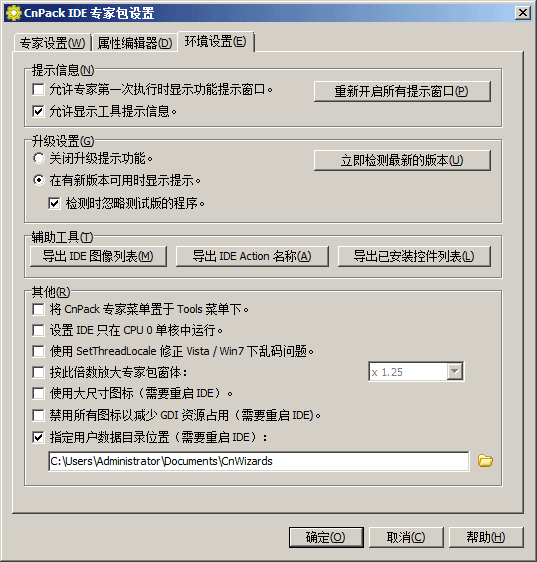 CnPack IDE 专家包设置
专家设置(W) 属性编辑器(D) 环境设置(E)
提示信息(N)
允许专家第一次执行时显示功能提示窗口。 重新开启所有提示窗口(P)
允许显示工具提示信息。
升级设置(G)
关闭升级提示功能。 立即检测最新的版本(U)
在有新版本可用时显示提示。
检测时忽略测试版的程序。
辅助工具(T)
导出 IDE 图像列表(M) 导出 IDE Action 名称(A) 导出已安装控件列表(L)
其他(R)
将 CnPack 专家菜单置于 Tools 菜单下。
设置 IDE 只在 CPU 0 单核中运行。
使用 SetThreadLocale 修正 Vista / Win7 下乱码问题。
按此倍数放大专家包窗体: x 1.25
使用大尺寸图标（需要重启 IDE）。
禁用所有图标以减少 GDI 资源占用（需要重启 IDE)。
指定用户数据目录位置（需要重启 IDE）:
C:\Users\Administrator\Documents\CnWizards
确定(O) 取消(C) 帮助(H)